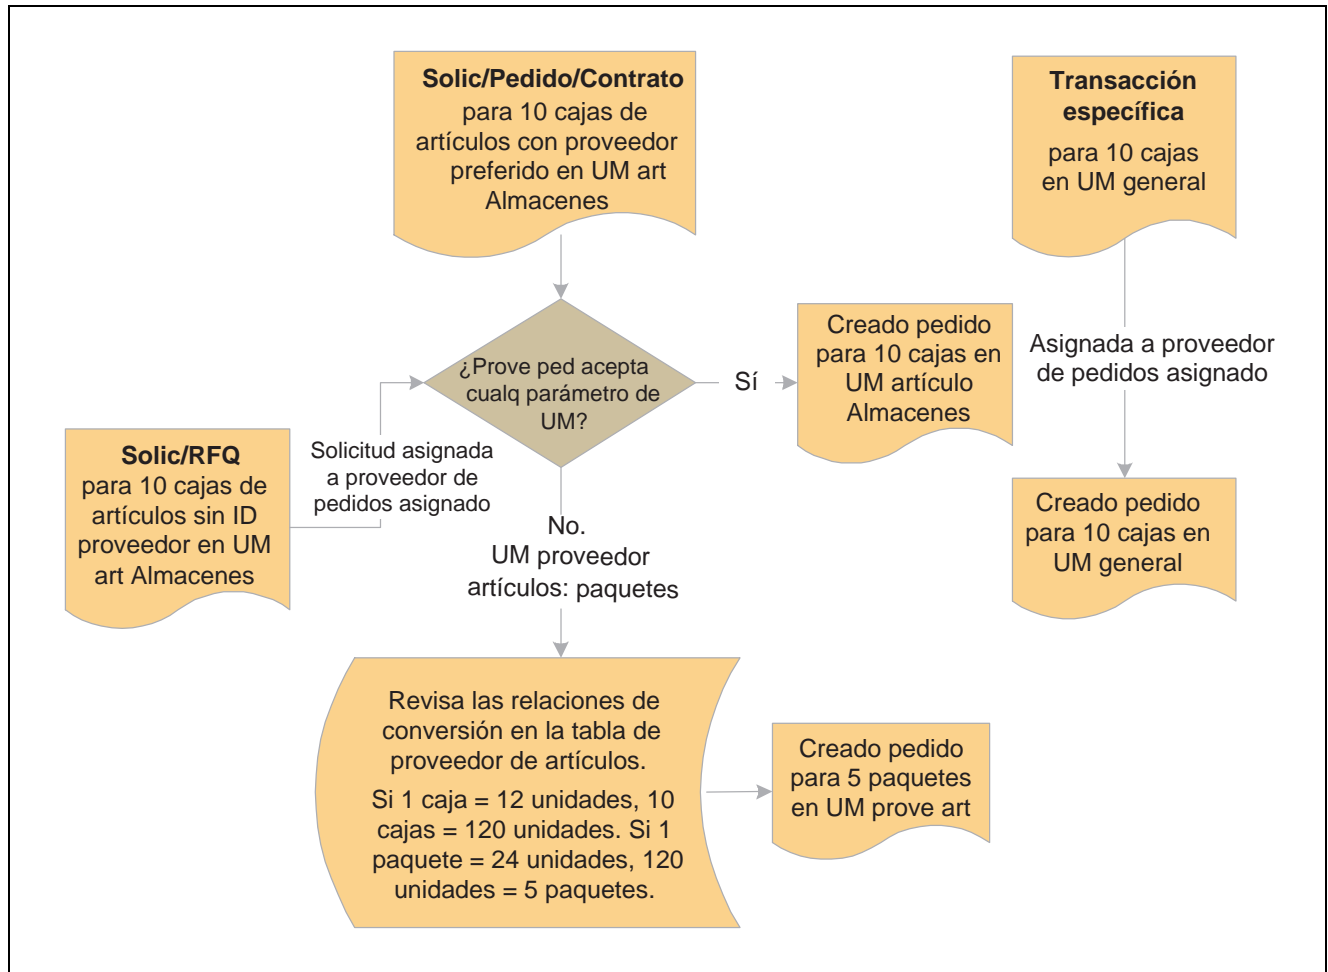 Solic/Pedido/Contrato
para 10 cajas de
artículos con proveedor
preferido en UM art
Almacenes
Transacción
específica
para 10 cajas
en UM general
¿Prove ped acepta
cualq parámetro de
UM?
Sí
Creado pedido
para 10 cajas en
UM artículo
Almacenes
Asignada a proveedor
de pedidos asignado
Solic/RFQ
para 10 cajas de
artículos sin ID
proveedor en UM
art Almacenes
Solicitud asignada
a proveedor de
pedidos asignado
No.
UM proveedor
artículos: paquetes
Creado pedido
para 10 cajas en
UM general
Revisa las relaciones de
conversión en la tabla de
proveedor de artículos.
Si 1 caja = 12 unidades, 10
cajas = 120 unidades. Si 1
paquete = 24 unidades, 120
unidades = 5 paquetes.
Creado pedido
para 5 paquetes
en UM prove art